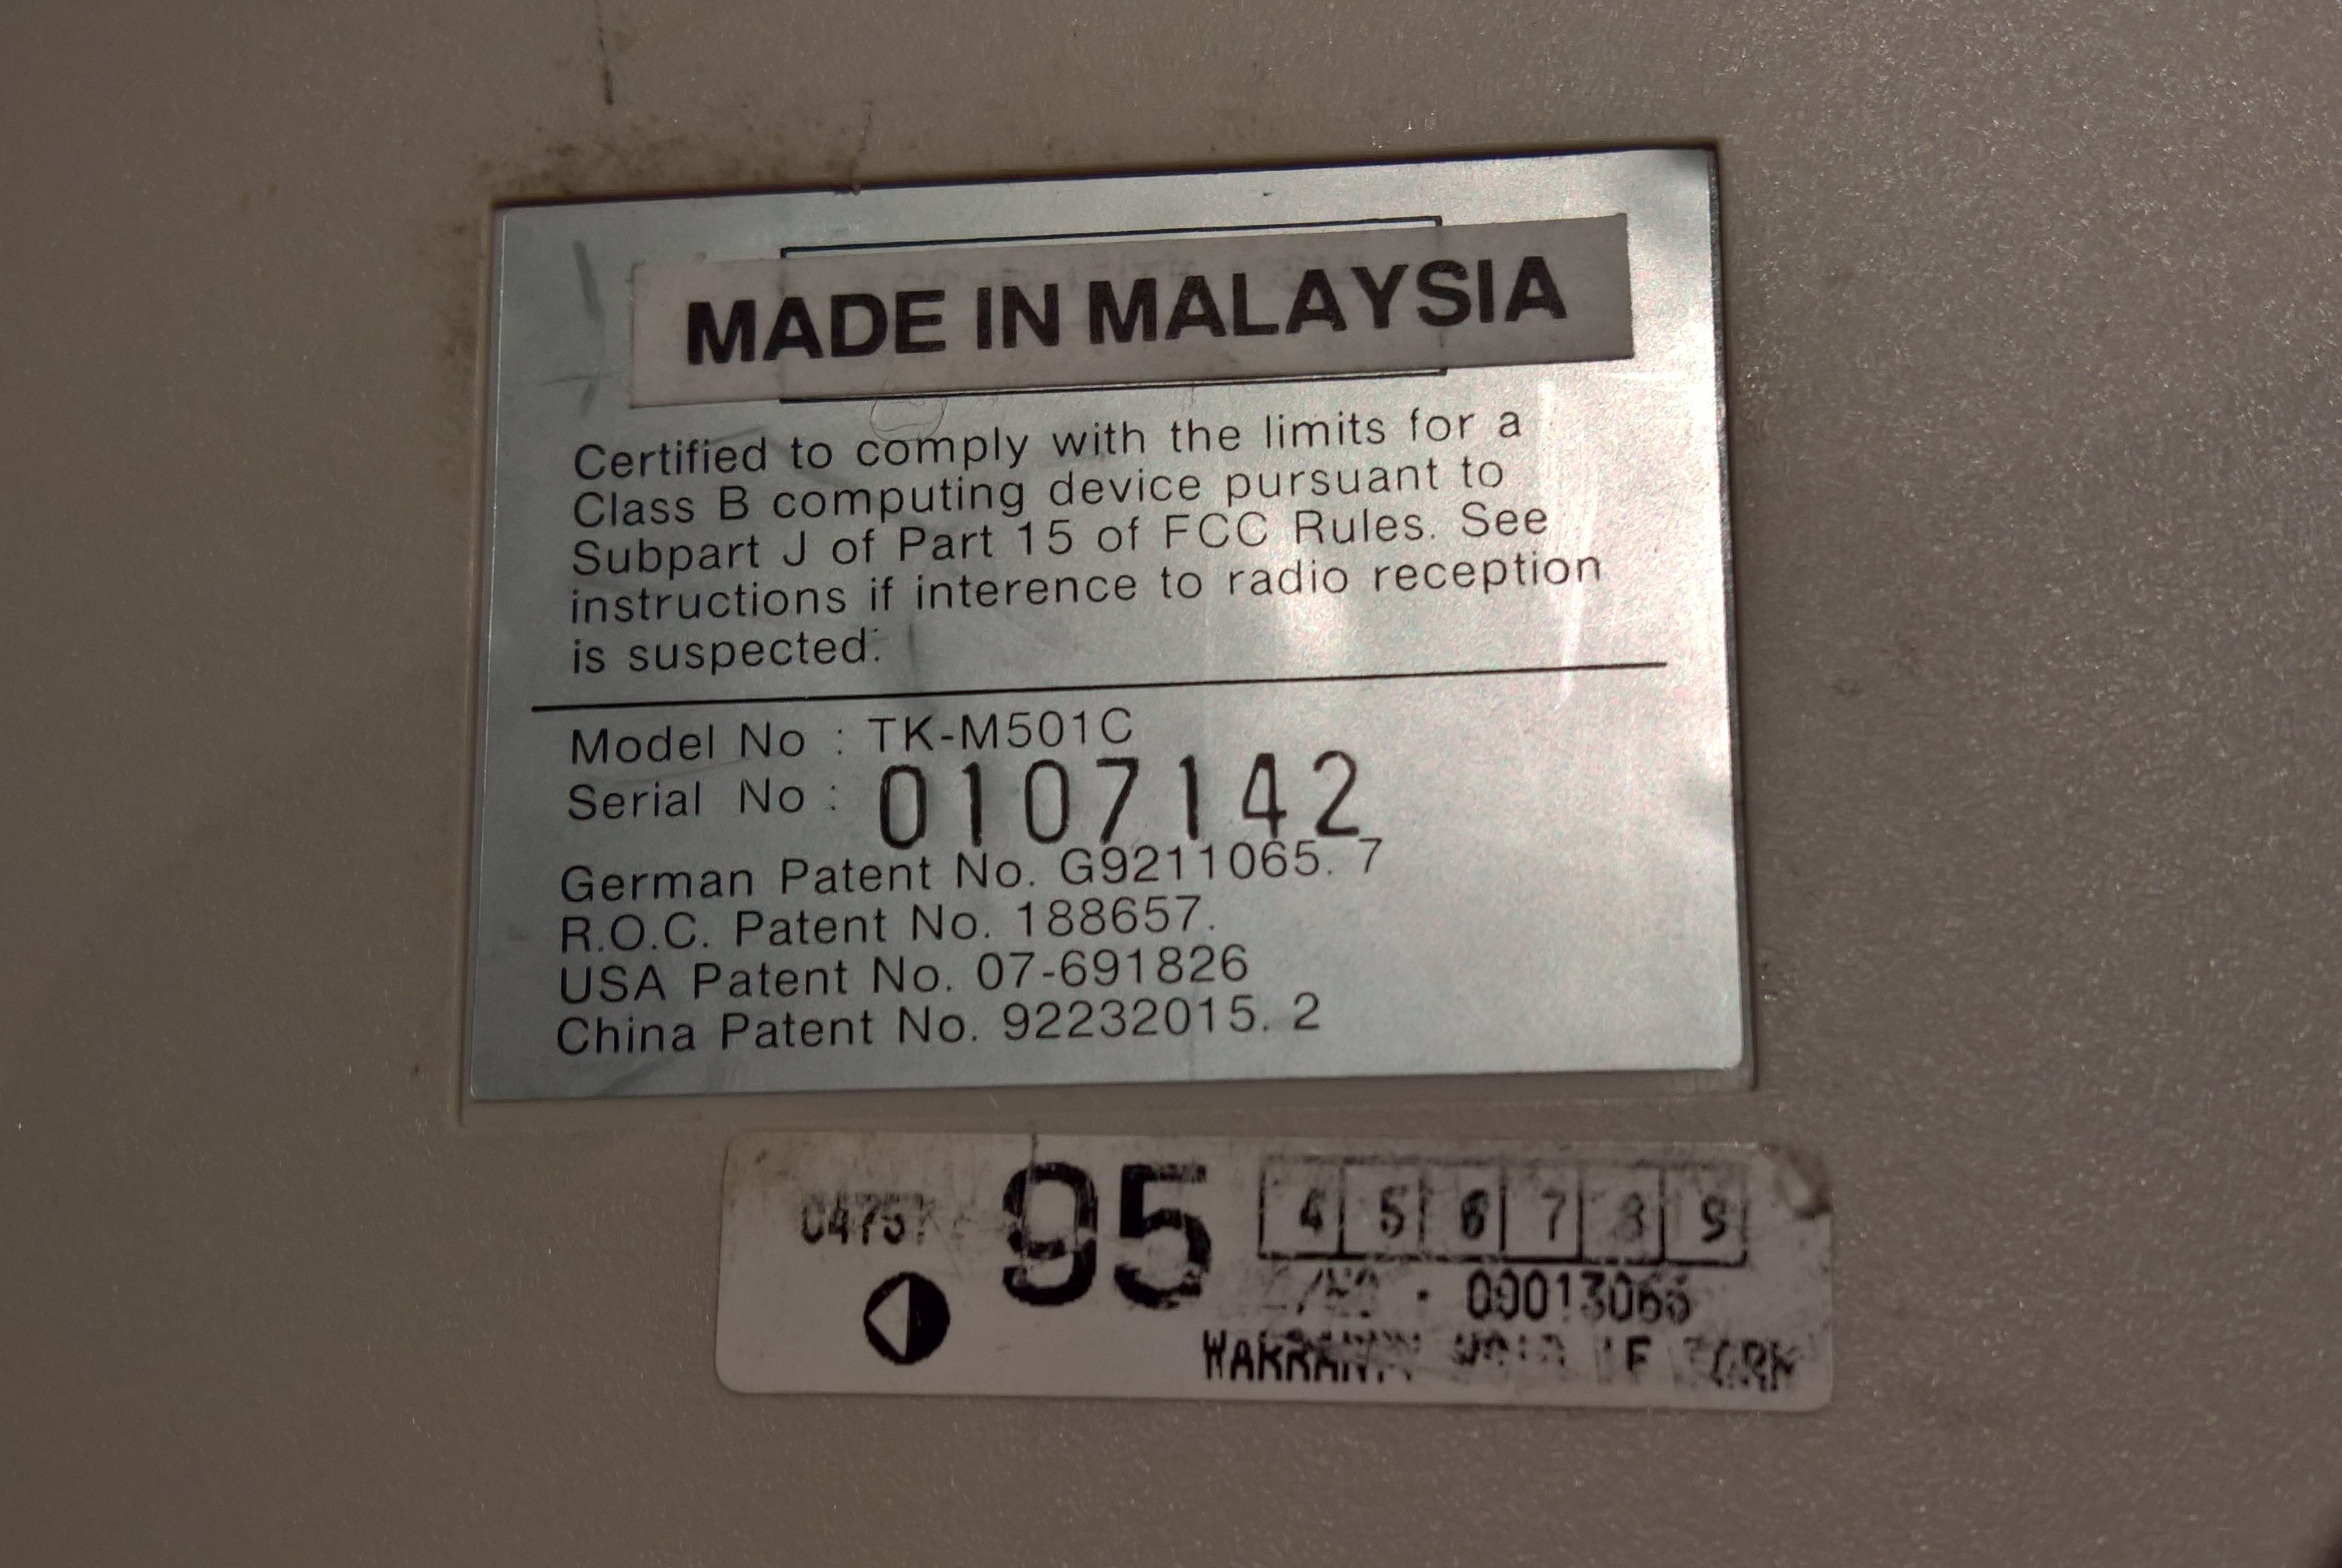 MADE IN MALAYSIA
Certified to comply with the limits for a
Class B computing device pursuant to
Subpart J of Part 15 of FCC Rules. See
instructions if interence to radio reception
is suspected.
Model No : TK-M501C
Serial No : 0107142
German Patent No. G9211065. 7
R.O.C. Patent No. 188657.
USA Patent No. 07-691826
China Patent No. 92232015. 2
95 4 5 6 7 8 9
WARRANTY VOID IF TORN